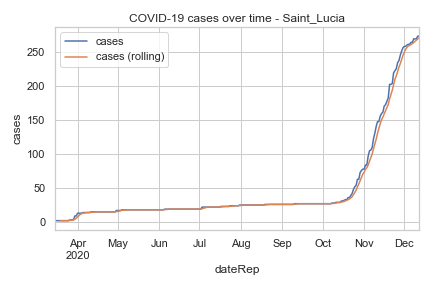 COVID-19 cases over time - Saint_Lucia
cases
cases (rolling)
cases
250
200
150
100
50
0
Apr May Jun Jul Aug Sep Oct Nov Dec
2020
dateRep